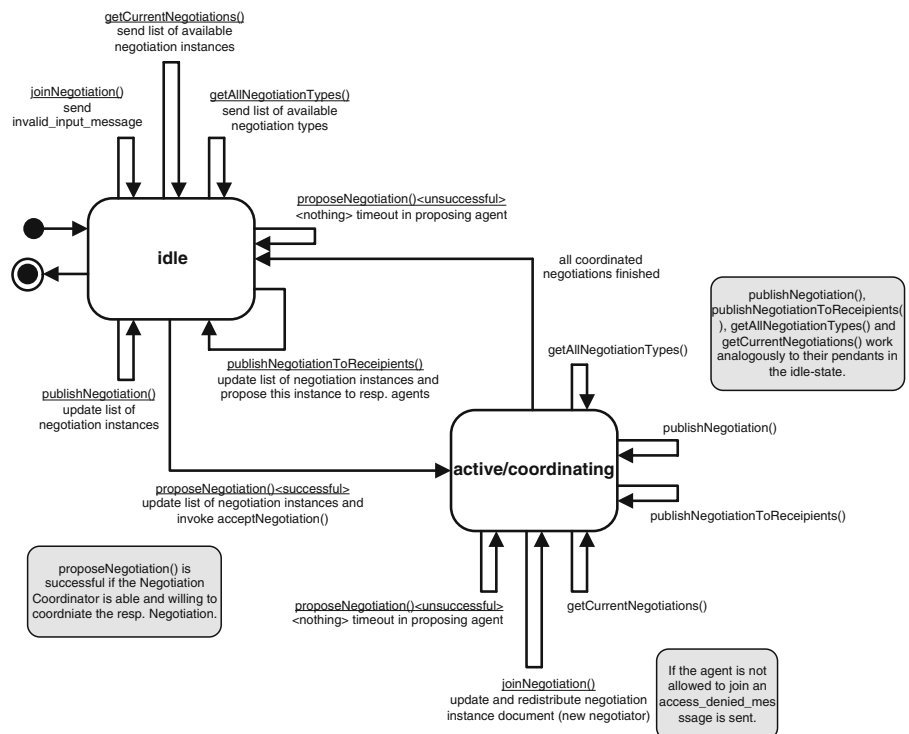 getCurrentNegotiations()
send list of available
negotiation instances
joinNegotiation()
send
invalid_input_message
getAllNegotiationTypes()
send list of available
negotiation types
proposeNegotiation()<unsuccessful>
<nothing> timeout in proposing agent
idle
all coordinated
negotiations finished
publishNegotiation(),
publishNegotiationToReceipients(
), getAllNegotiationTypes() and
getCurrentNegotiations() work
analogously to their pendants in
the idle-state.
publishNegotiationToReceipients()
update list of negotiation instances and
propose this instance to resp. agents
getAllNegotiationTypes()
publishNegotiation()
update list of
negotiation instances
publishNegotiation()
active/coordinating
proposeNegotiation()<successful>
update list of negotiation instances and
invoke acceptNegotiation()
publishNegotiationToReceipients()
proposeNegotiation() is
successful if the Negotiation
Coordinator is able and willing to
coordniate the resp. Negotiation.
proposeNegotiation()<unsuccessful>
<nothing> timeout in proposing agent
getCurrentNegotiations()
joinNegotiation()
update and redistribute negotiation
instance document (new negotiator)
If the agent is not
allowed to join an
access_denied_mes
ssage is sent.